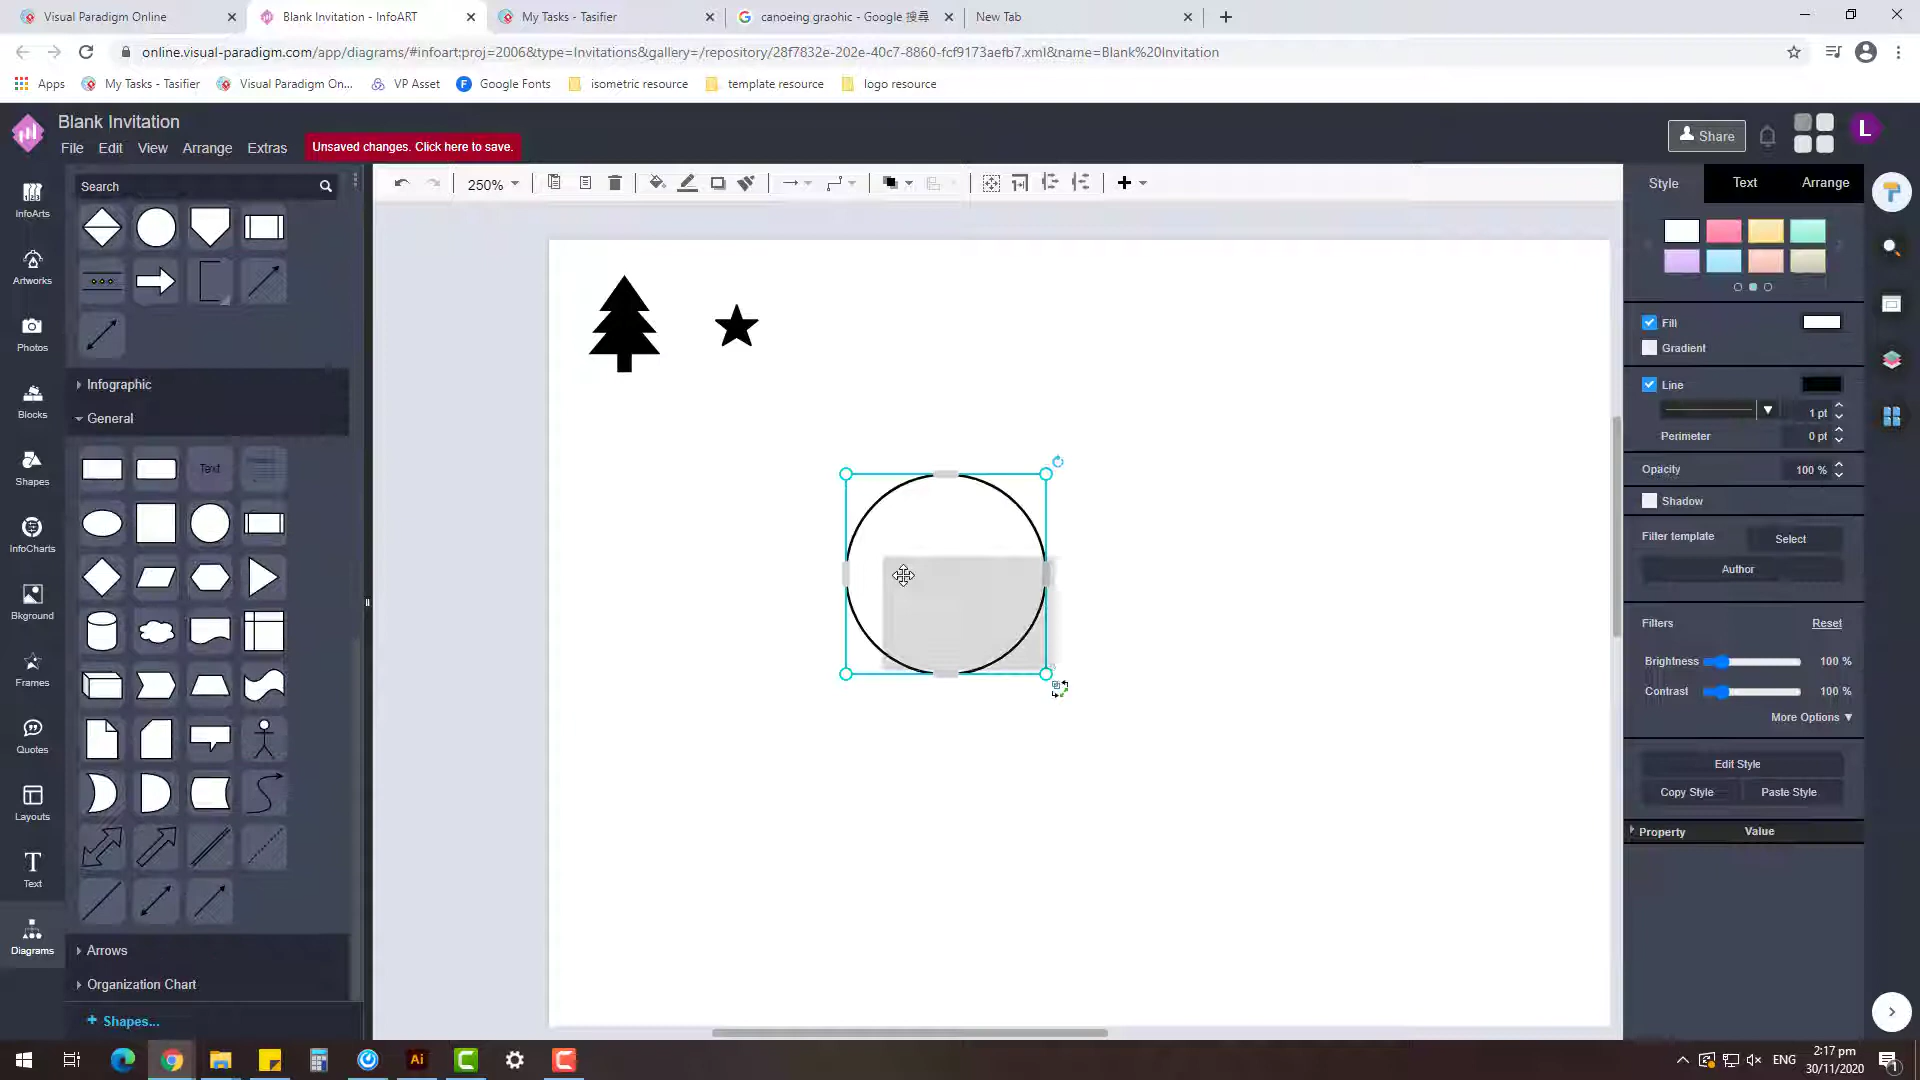 Visual Paradigm Online
Blank Invitation - InfoART
My Tasks - Tasifier
canoeing graohic - Google 搜尋
New Tab
online.visual-paradigm.com/app/diagrams/#infoart:proj=2006&type=Invitations&gallery=/repository/28f7832e-202e-40c7-8860-fcf9173aefb7.xml&name=Blank%20Invitation
Apps
My Tasks - Tasifier
Visual Paradigm On...
VP Asset
Google Fonts
isometric resource
template resource
logo resource
Blank Invitation
File Edit View Arrange Extras
Unsaved changes. Click here to save.
Share
L
Search
250%
Style Text Arrange
InfoArts
Artworks
Photos
Blocks
Shapes
InfoCharts
Bkground
Frames
Quotes
Layouts
Text
Diagrams
Infographic
General
Text
Arrows
Organization Chart
+ Shapes...
Fill
Gradient
Line
1 pt
Perimeter 0 pt
Opacity 100 %
Shadow
Filter template Select
Author
Filters Reset
Brightness 100 %
Contrast 100 %
More Options ▼
Edit Style
Copy Style Paste Style
Property Value
Ai
ENG
2:17 pm
30/11/2020
1